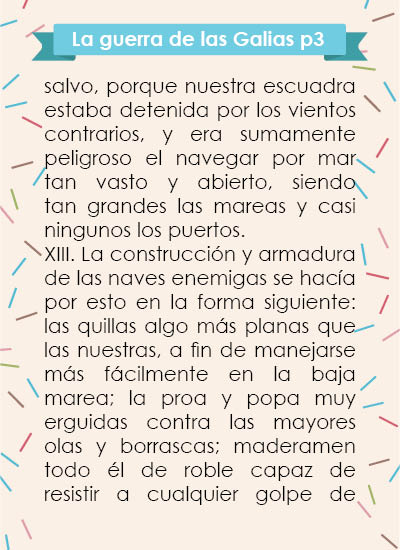 La guerra de las Galias p3
salvo, porque nuestra escuadra
estaba detenida por los vientos
contrarios, y era sumamente
peligroso el navegar por mar
tan vasto y abierto, siendo
tan grandes las mareas y casi
ningunos los puertos.
XIII. La construcción y armadura
de las naves enemigas se hacía
por esto en la forma siguiente:
las quillas algo más planas que
las nuestras, a fin de manejarse
más fácilmente en la baja
marea; la proa y popa muy
erguidas contra las mayores
olas y borrascas; maderamen
todo él de roble capaz de
resistir a cualquier golpe de